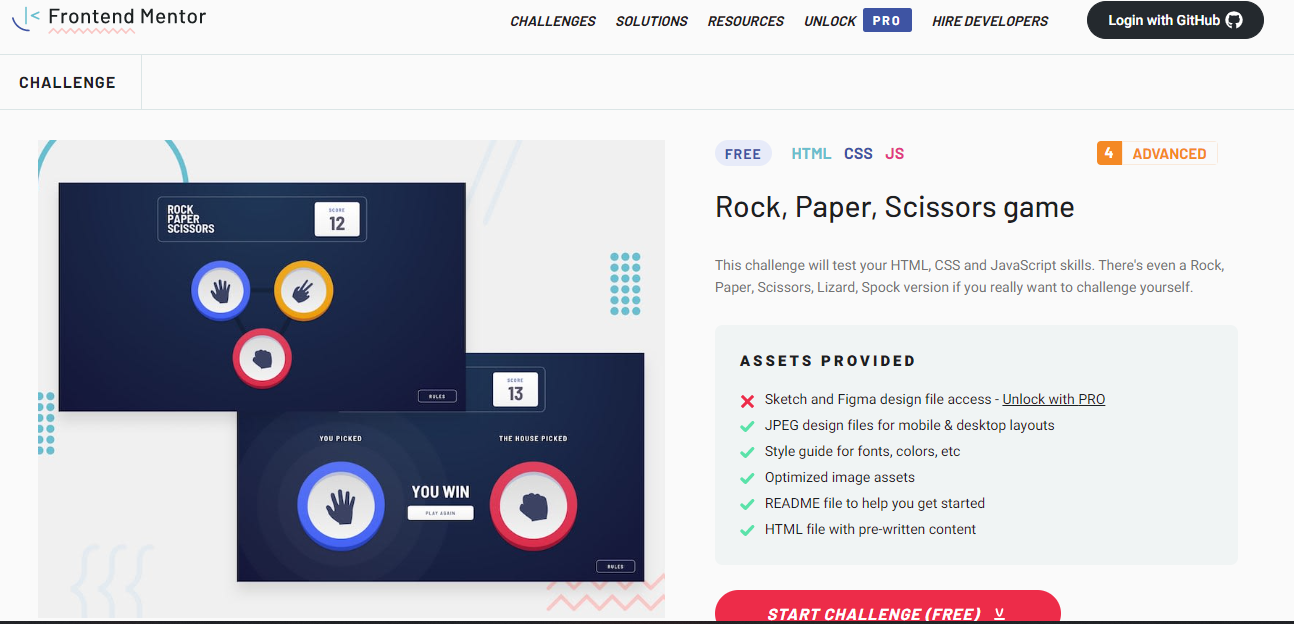 Frontend Mentor
CHALLENGES SOLUTIONS RESOURCES UNLOCK PRO HIRE DEVELOPERS
Login with GitHub
CHALLENGE
ROCK
PAPER
SCISSORS
SCORE
12
RULES
SCORE
13
YOU PICKED
THE HOUSE PICKED
YOU WIN
PLAY AGAIN
RULES
FREE HTML CSS JS
4 ADVANCED
Rock, Paper, Scissors game
This challenge will test your HTML, CSS and JavaScript skills. There's even a Rock,
Paper, Scissors, Lizard, Spock version if you really want to challenge yourself.
ASSETS PROVIDED
Sketch and Figma design file access - Unlock with PRO
JPEG design files for mobile & desktop layouts
Style guide for fonts, colors, etc
Optimized image assets
README file to help you get started
HTML file with pre-written content
START CHALLENGE (FREE)